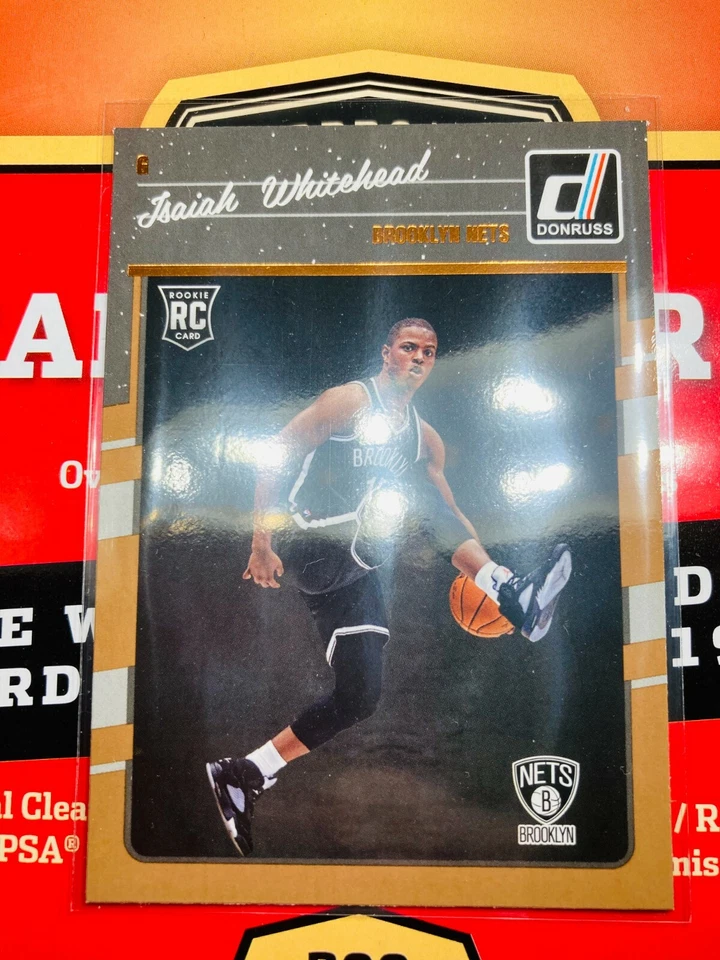 G
Isaiah Whitehead
BROOKLYN NETS
d
DONRUSS
ROOKIE
RC
CARD
BROOKLYN
NETS
B
BROOKLYN
A
R
Ov
E W
D
RD
19
al Clea
/ R
PSA®
mis